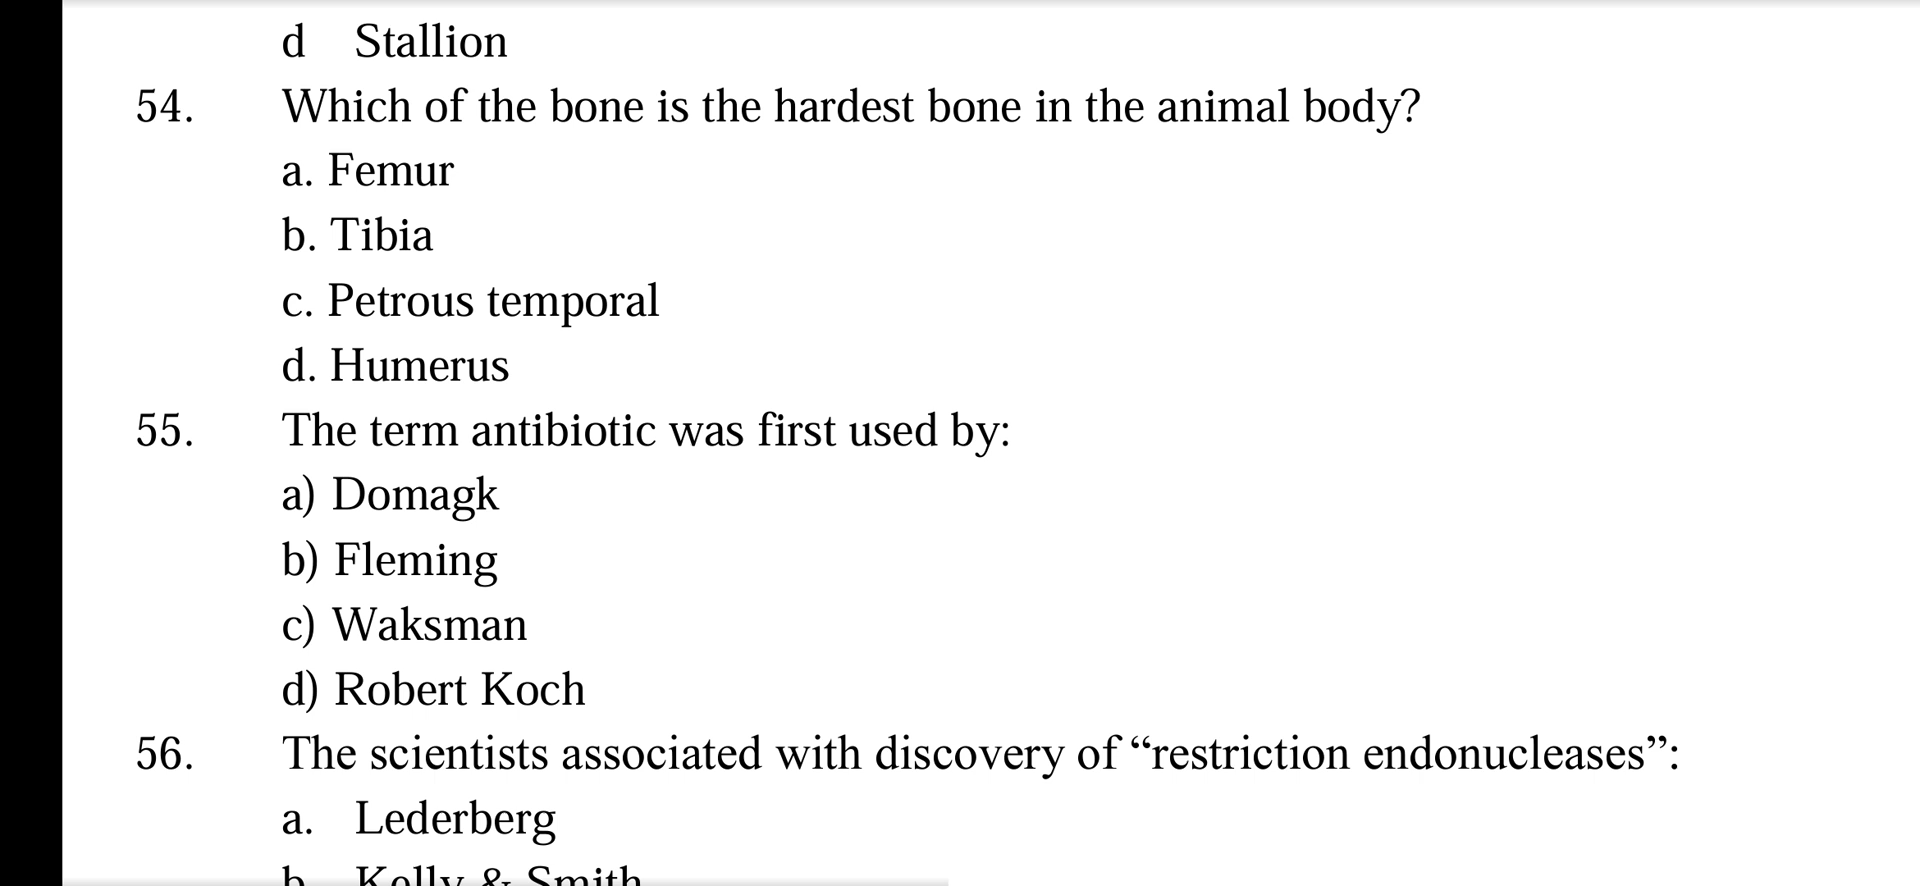 d Stallion
54. Which of the bone is the hardest bone in the animal body?
a. Femur
b. Tibia
c. Petrous temporal
d. Humerus
55. The term antibiotic was first used by:
a) Domagk
b) Fleming
c) Waksman
d) Robert Koch
56. The scientists associated with discovery of “restriction endonucleases”:
a. Lederberg
b Kelly & Smith